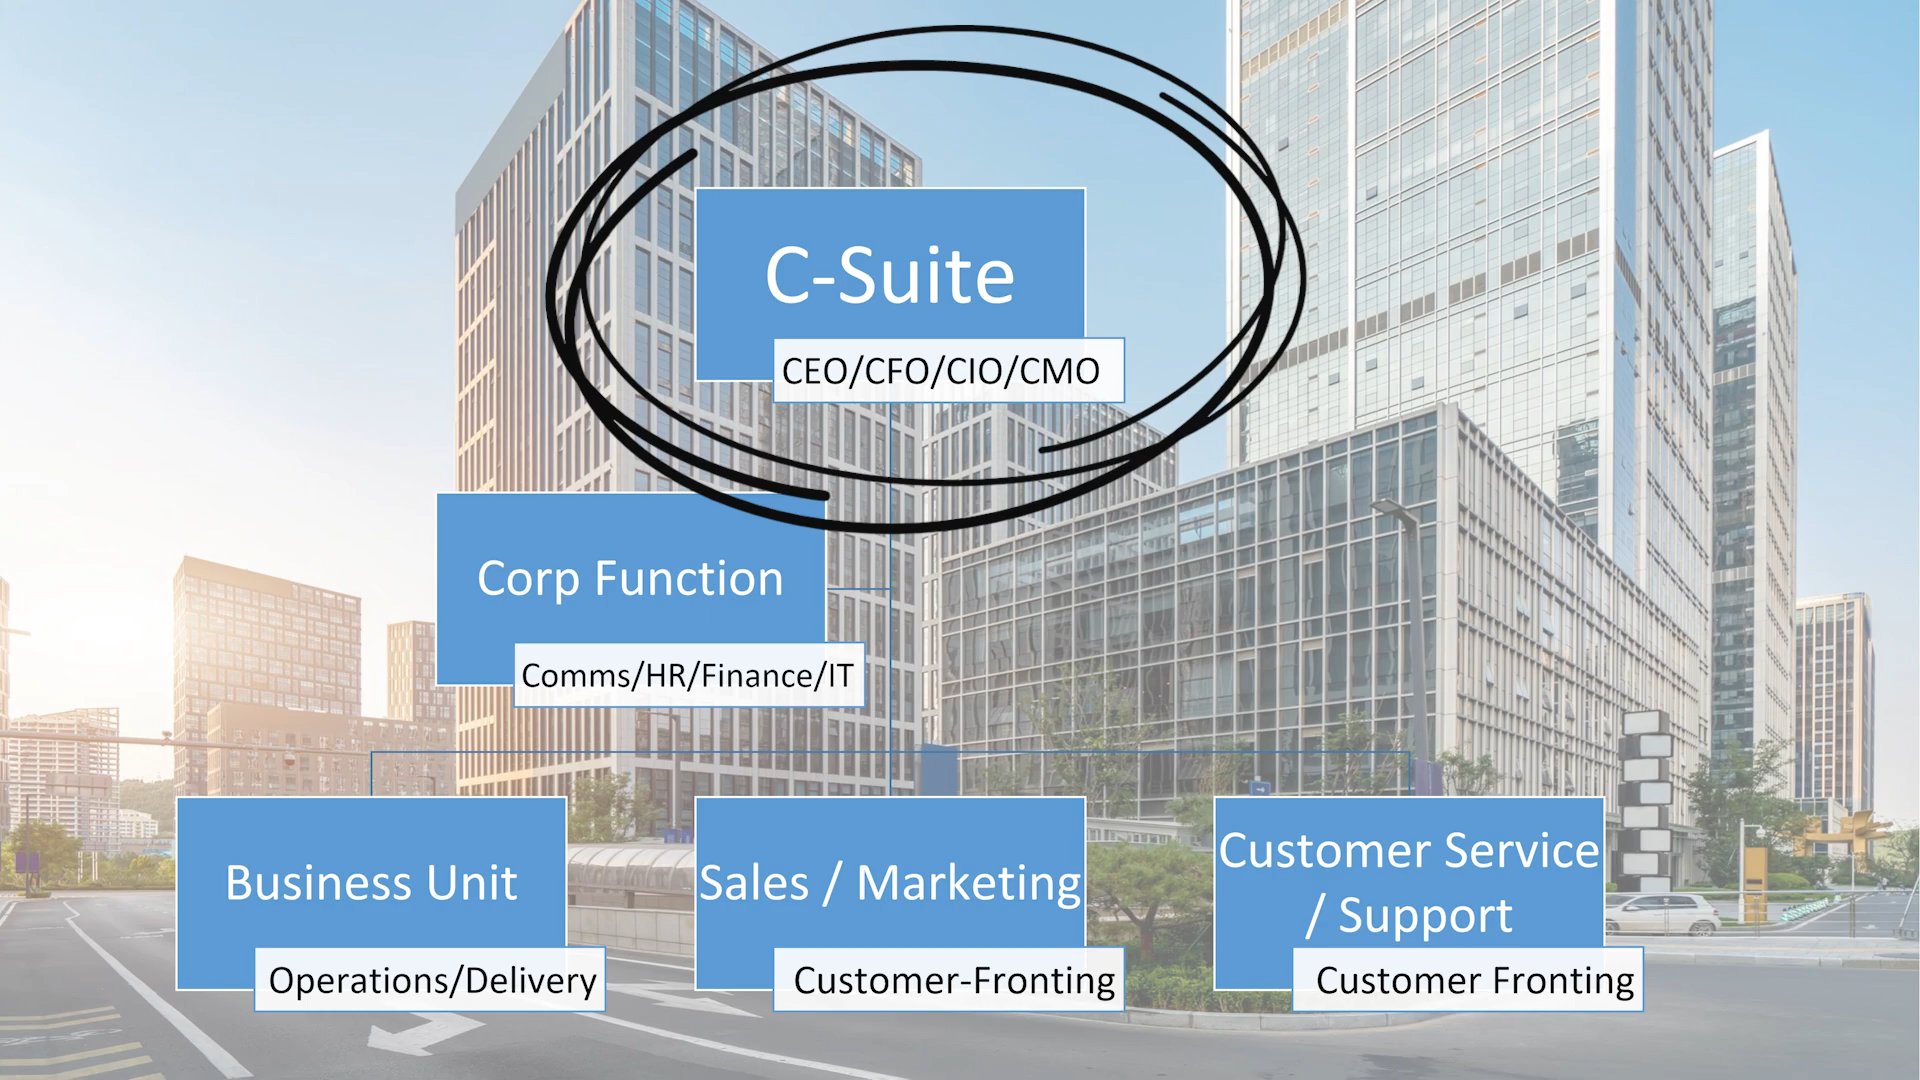 C-Suite
CEO/CFO/CIO/CMO
Corp Function
Comms/HR/Finance/IT
Business Unit
Operations/Delivery
Sales / Marketing
Customer-Fronting
Customer Service
/ Support
Customer Fronting